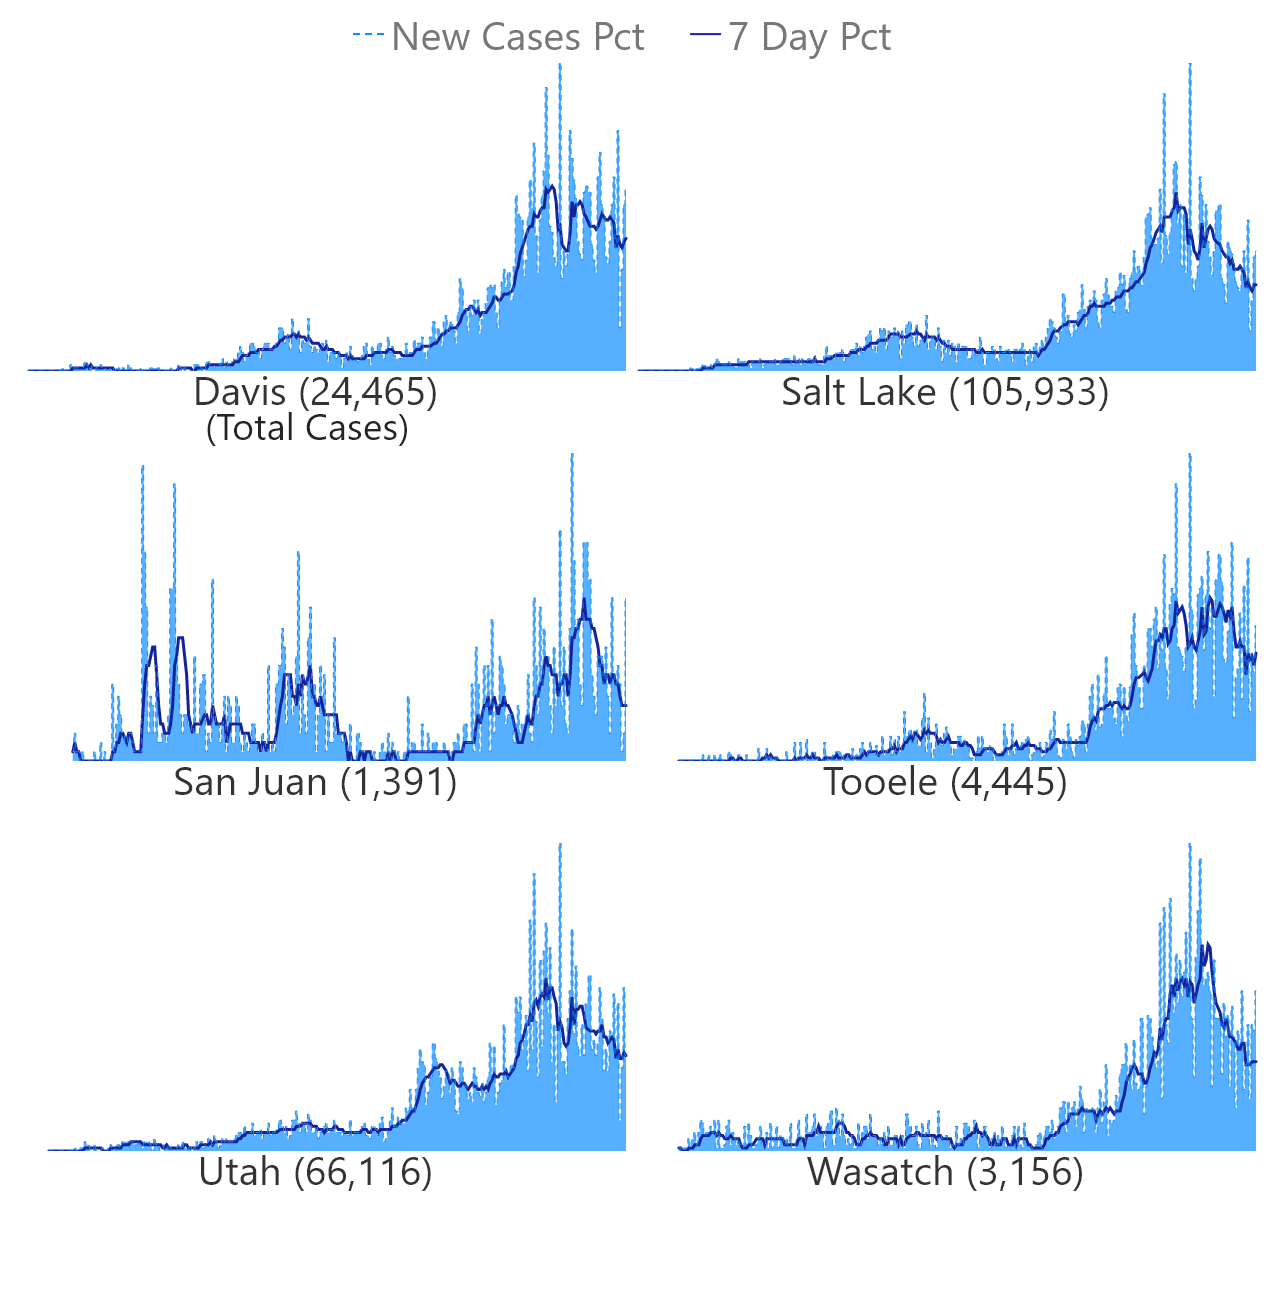 New Cases Pct 7 Day Pct
Davis (24,465) Salt Lake (105,933)
(Total Cases)
San Juan (1,391) Tooele (4,445)
Utah (66,116) Wasatch (3,156)